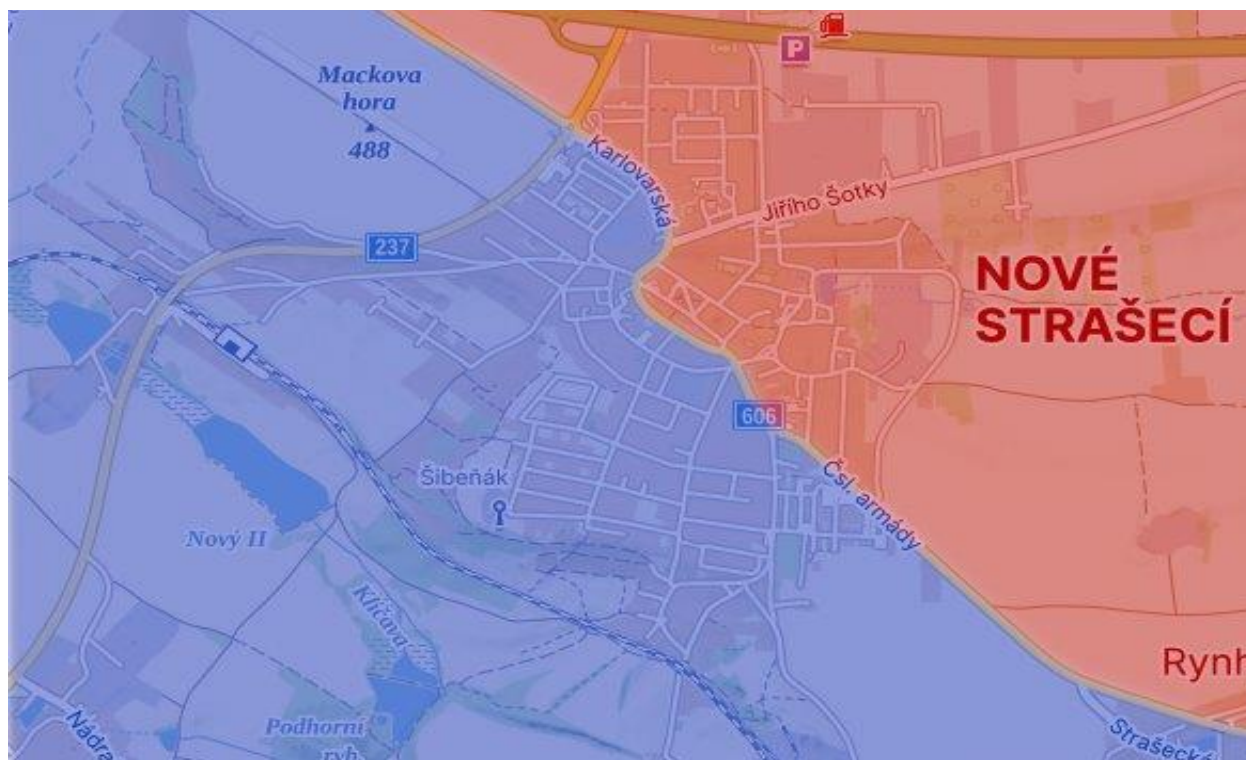 P
Mackova
hora
488
Karlovarská
Jiřího Šotky
237
NOVÉ
STRAŠECÍ
606
Šibeňák
Čsl. armády
Nový II
Klíčava
Rynh
Podhorní
ryb
Nádra
Strašecká